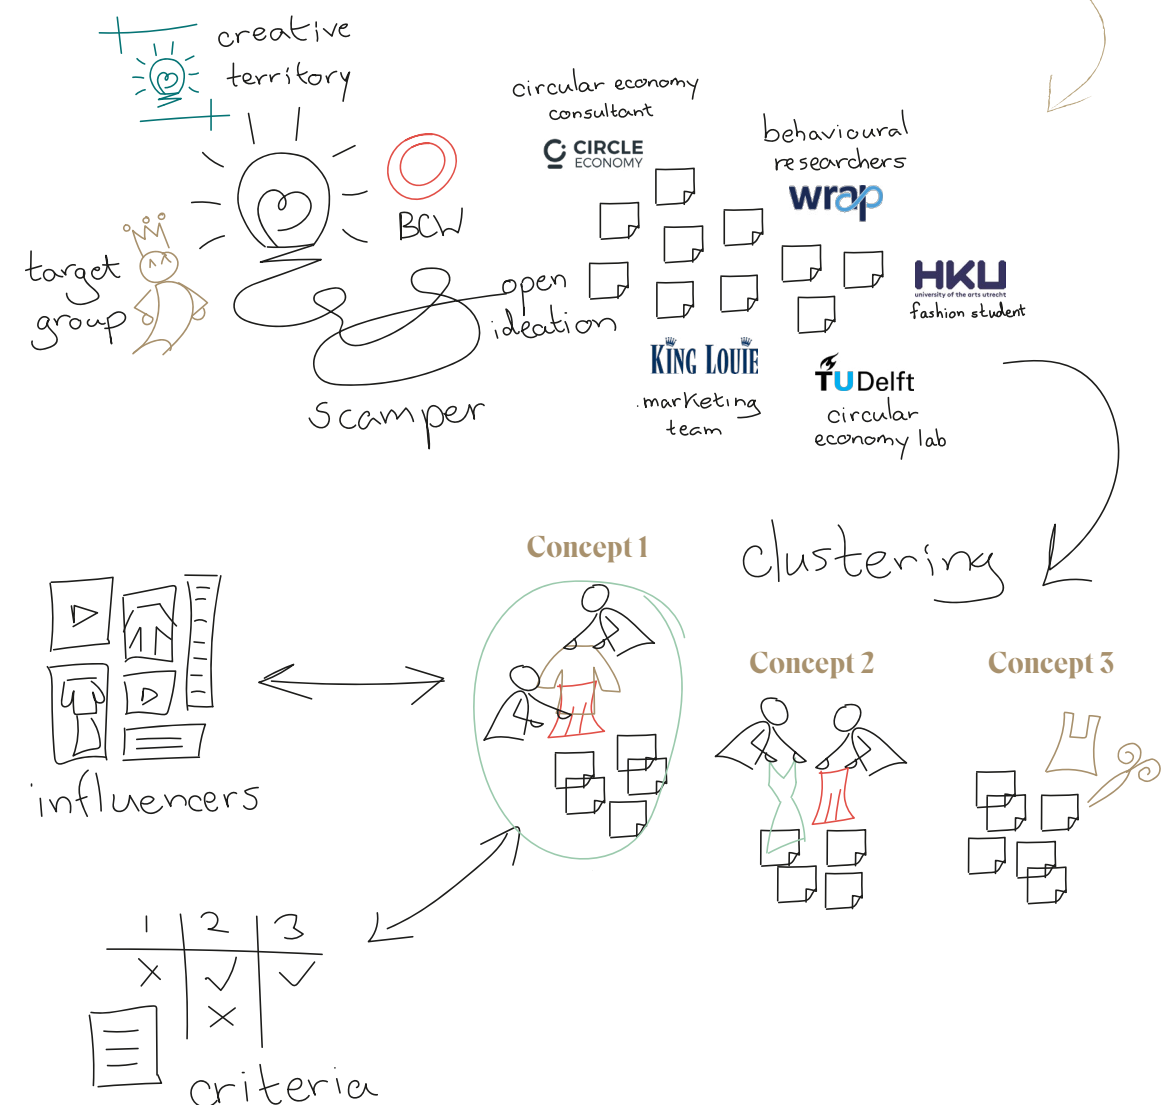 creative
territory
circular economy
consultant
CIRCLE
ECONOMY
behavioural
researchers
wrap
BCW
target
group
open
ideation
HKU
university of the arts utrecht
fashion student
KING LOUIE
marketing
team
TU Delft
circular
economy lab
scamper
clustering
Concept 1
Concept 2
Concept 3
influencers
1 2 3
criteria